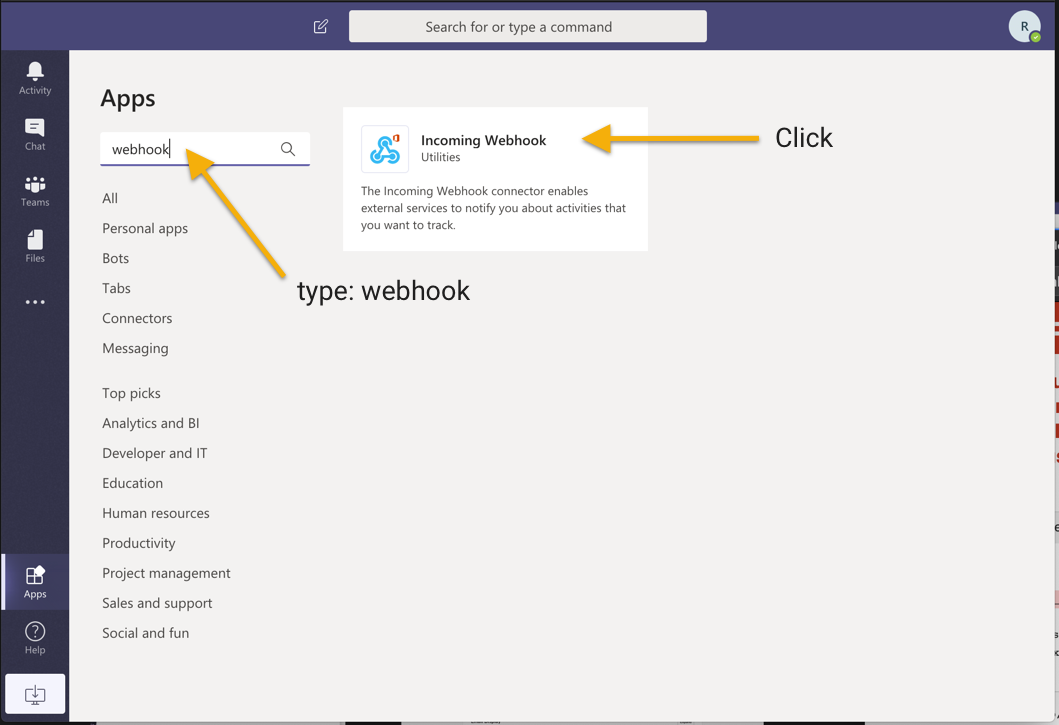 Search for or type a command
R
Activity
Chat
Teams
Files
Apps
Help
Apps
webhook
All
Personal apps
Bots
Tabs
Connectors
Messaging
Top picks
Analytics and BI
Developer and IT
Education
Human resources
Productivity
Project management
Sales and support
Social and fun
Incoming Webhook
Utilities
The Incoming Webhook connector enables
external services to notify you about activities that
you want to track.
Click
type: webhook